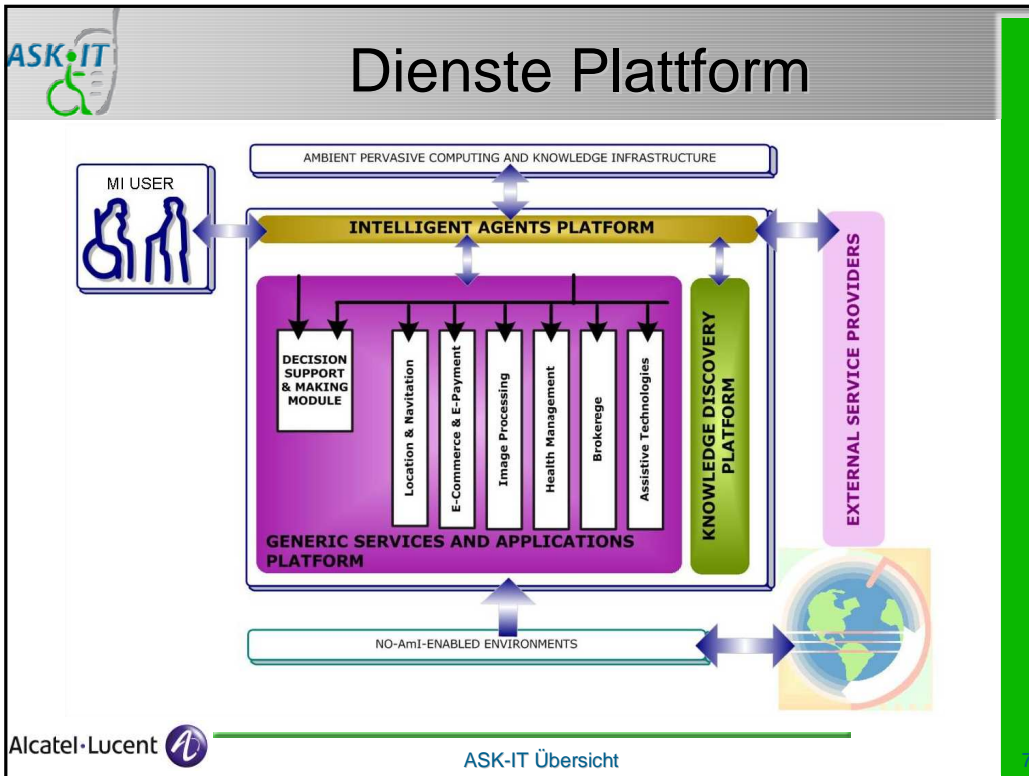 ASK-IT
Dienste Plattform
AMBIENT PERVASIVE COMPUTING AND KNOWLEDGE INFRASTRUCTURE
MI USER
INTELLIGENT AGENTS PLATFORM
DECISION
SUPPORT
& MAKING
MODULE
Location & Navitation
E-Commerce & E-Payment
Image Processing
Health Management
Brokerege
Assistive Technologies
GENERIC SERVICES AND APPLICATIONS
PLATFORM
KNOWLEDGE DISCOVERY
PLATFORM
EXTERNAL SERVICE PROVIDERS
NO-AmI-ENABLED ENVIRONMENTS
Alcatel·Lucent
ASK-IT Übersicht
7